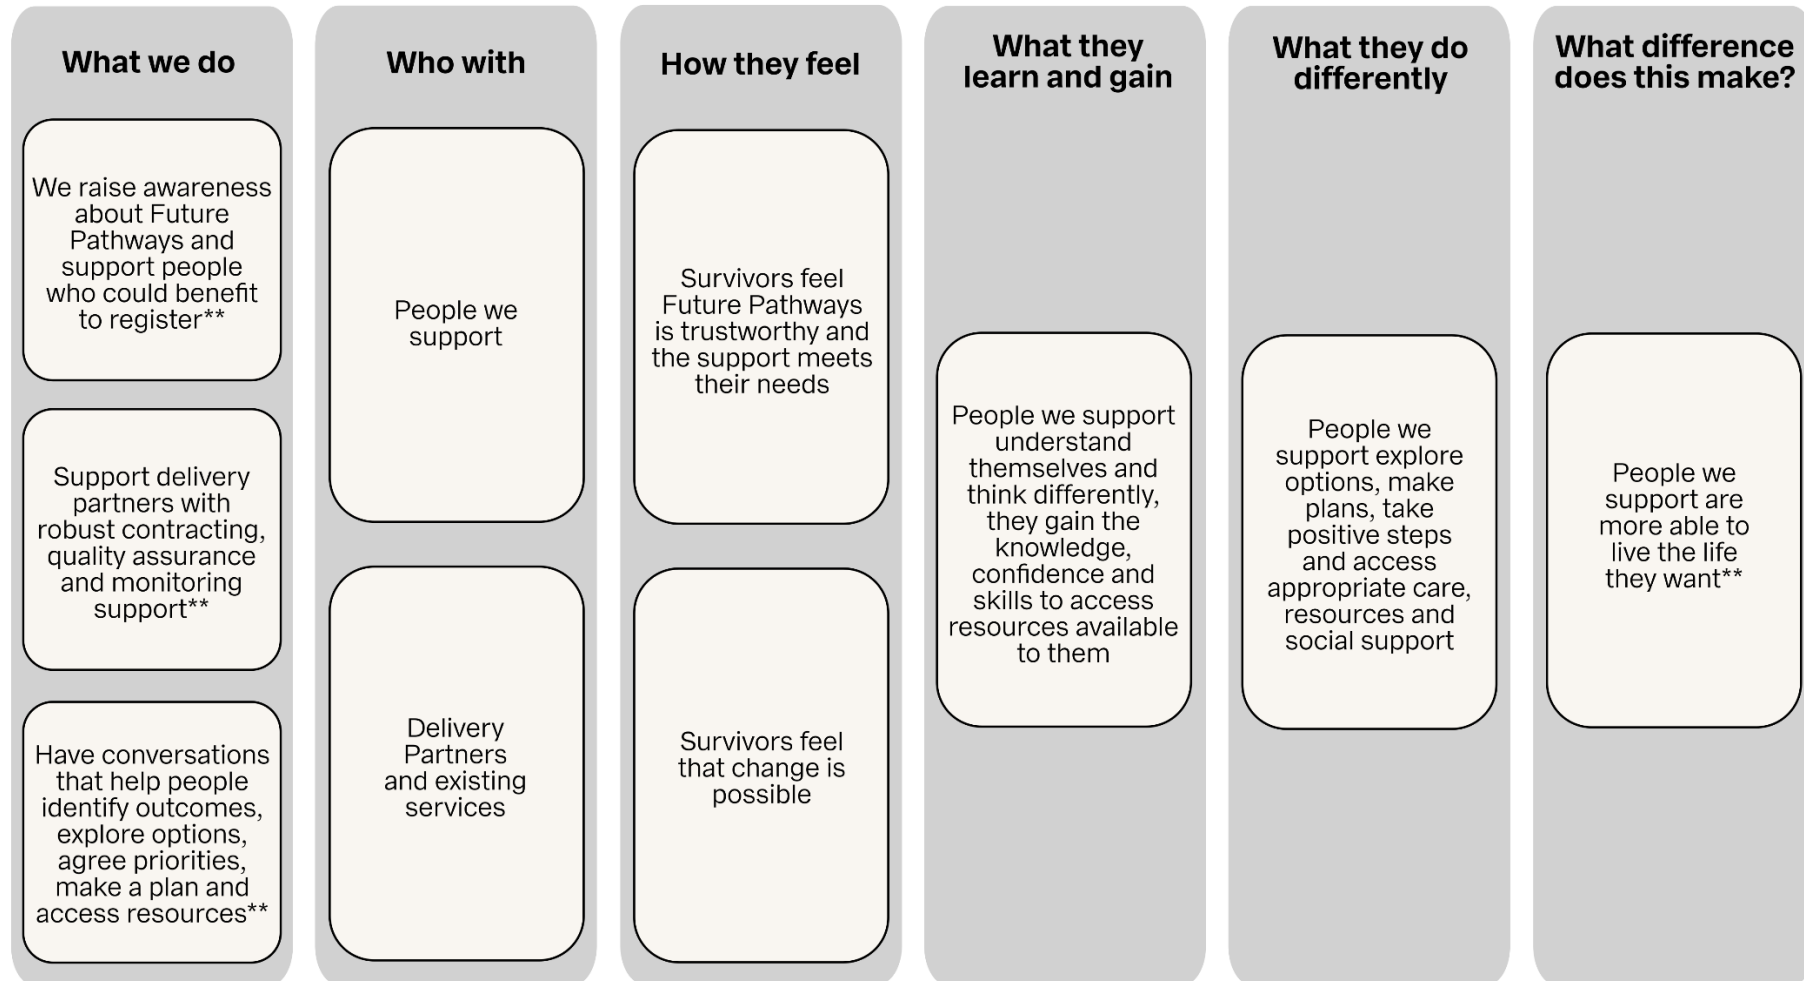 What we do
We raise awareness
about Future
Pathways and
support people
who could benefit
to register**
Support delivery
partners with
robust contracting,
quality assurance
and monitoring
support**
Have conversations
that help people
identify outcomes,
explore options,
agree priorities,
make a plan and
access resources**
Who with
People we
support
Delivery
Partners
and existing
services
How they feel
Survivors feel
Future Pathways
is trustworthy and
the support meets
their needs
Survivors feel
that change is
possible
What they
learn and gain
People we support
understand
themselves and
think differently,
they gain the
knowledge,
confidence and
skills to access
resources available
to them
What they do
differently
People we
support explore
options, make
plans, take
positive steps
and access
appropriate care,
resources and
social support
What difference
does this make?
People we
support are
more able to
live the life
they want**